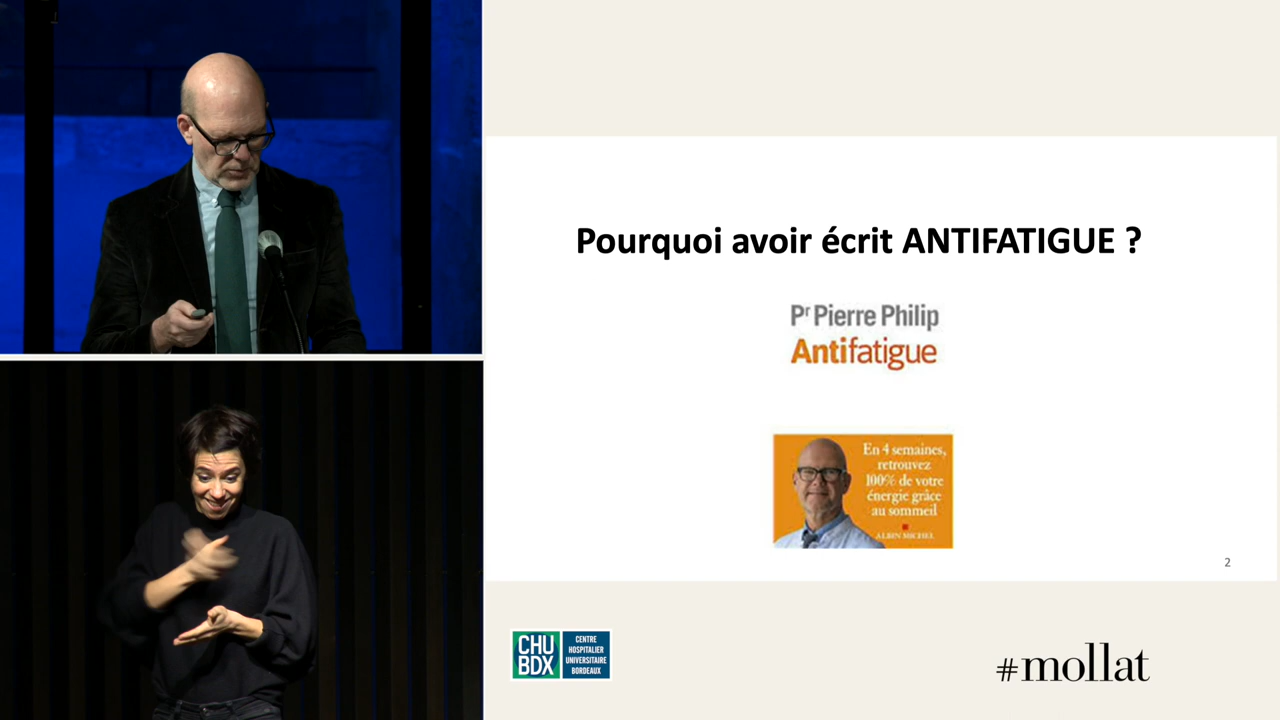 Pourquoi avoir écrit ANTIFATIGUE ?
Pr Pierre Philip
Antifatigue
En 4 semaines,
retrouvez
100% de votre
énergie grâce
au sommeil
ALBIN MICHEL
2
CHU
BDX
CENTRE
HOSPITALIER
UNIVERSITAIRE
BORDEAUX
#mollat